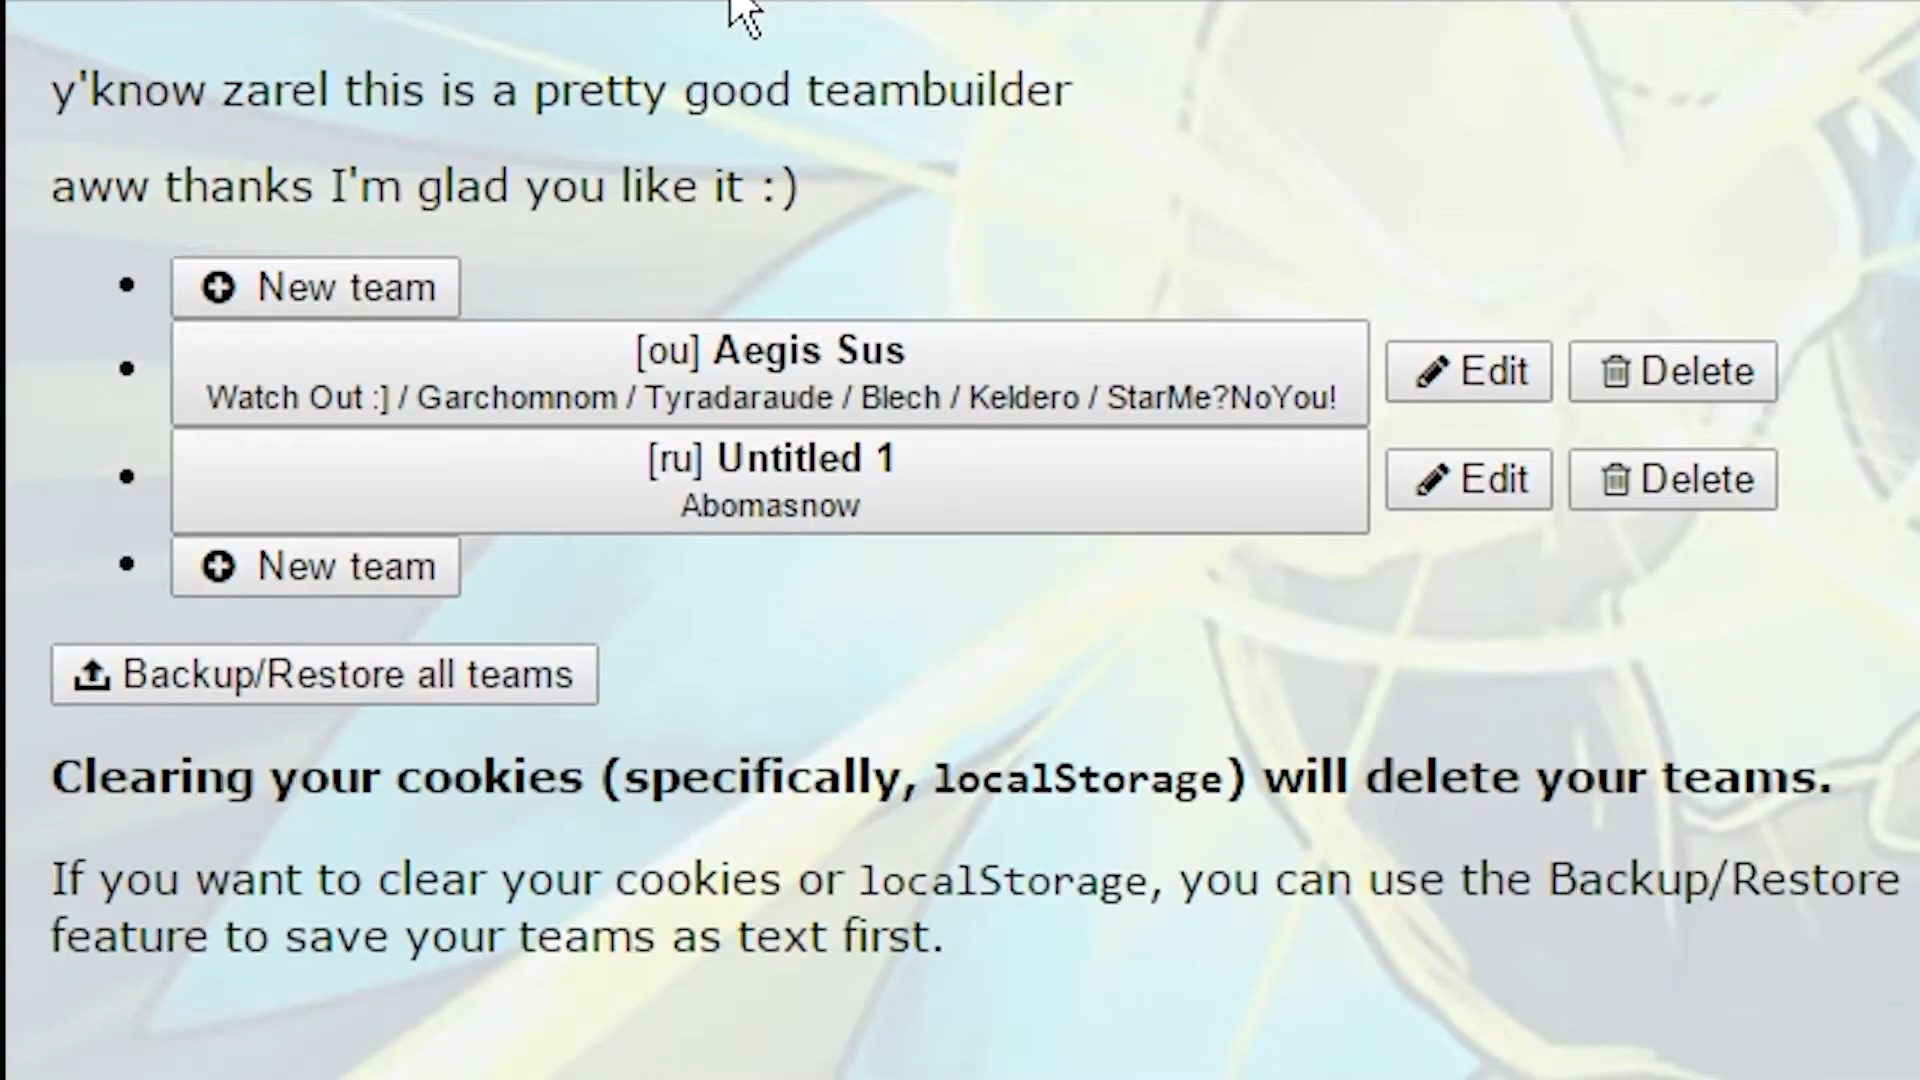 y'know zarel this is a pretty good teambuilder
aww thanks I'm glad you like it :)
New team
[ou] Aegis Sus
Watch Out :] / Garchomnom / Tyradaraude / Blech / Keldero / StarMe?NoYou!
Edit
Delete
[ru] Untitled 1
Abomasnow
Edit
Delete
New team
Backup/Restore all teams
Clearing your cookies (specifically, localStorage) will delete your teams.
If you want to clear your cookies or localStorage, you can use the Backup/Restore
feature to save your teams as text first.